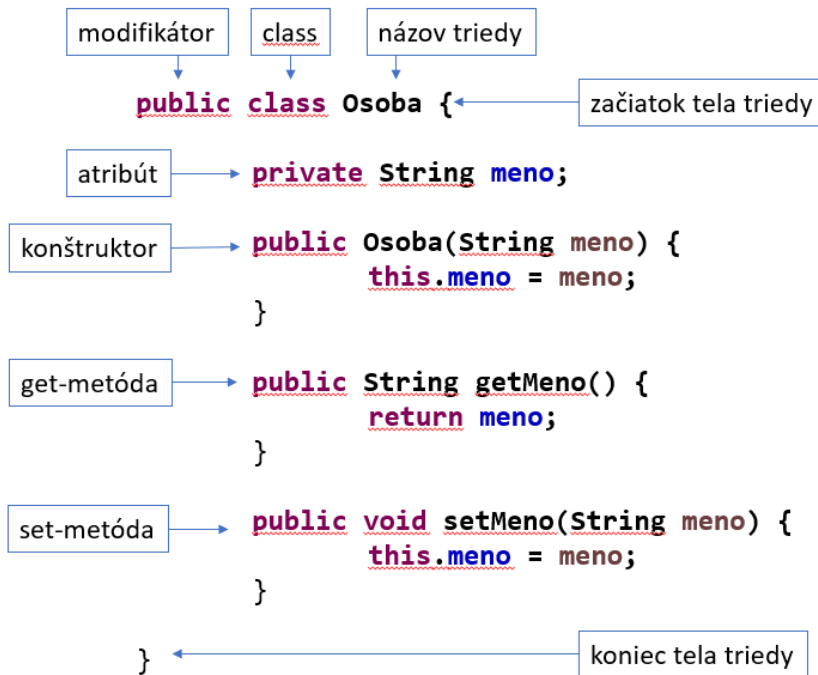 modifikátor class názov triedy
public class Osoba { začiatok tela triedy
atribút private String meno;
konštruktor public Osoba(String meno) {
this.meno = meno;
}
get-metóda public String getMeno() {
return meno;
}
set-metóda public void setMeno(String meno) {
this.meno = meno;
}
} koniec tela triedy